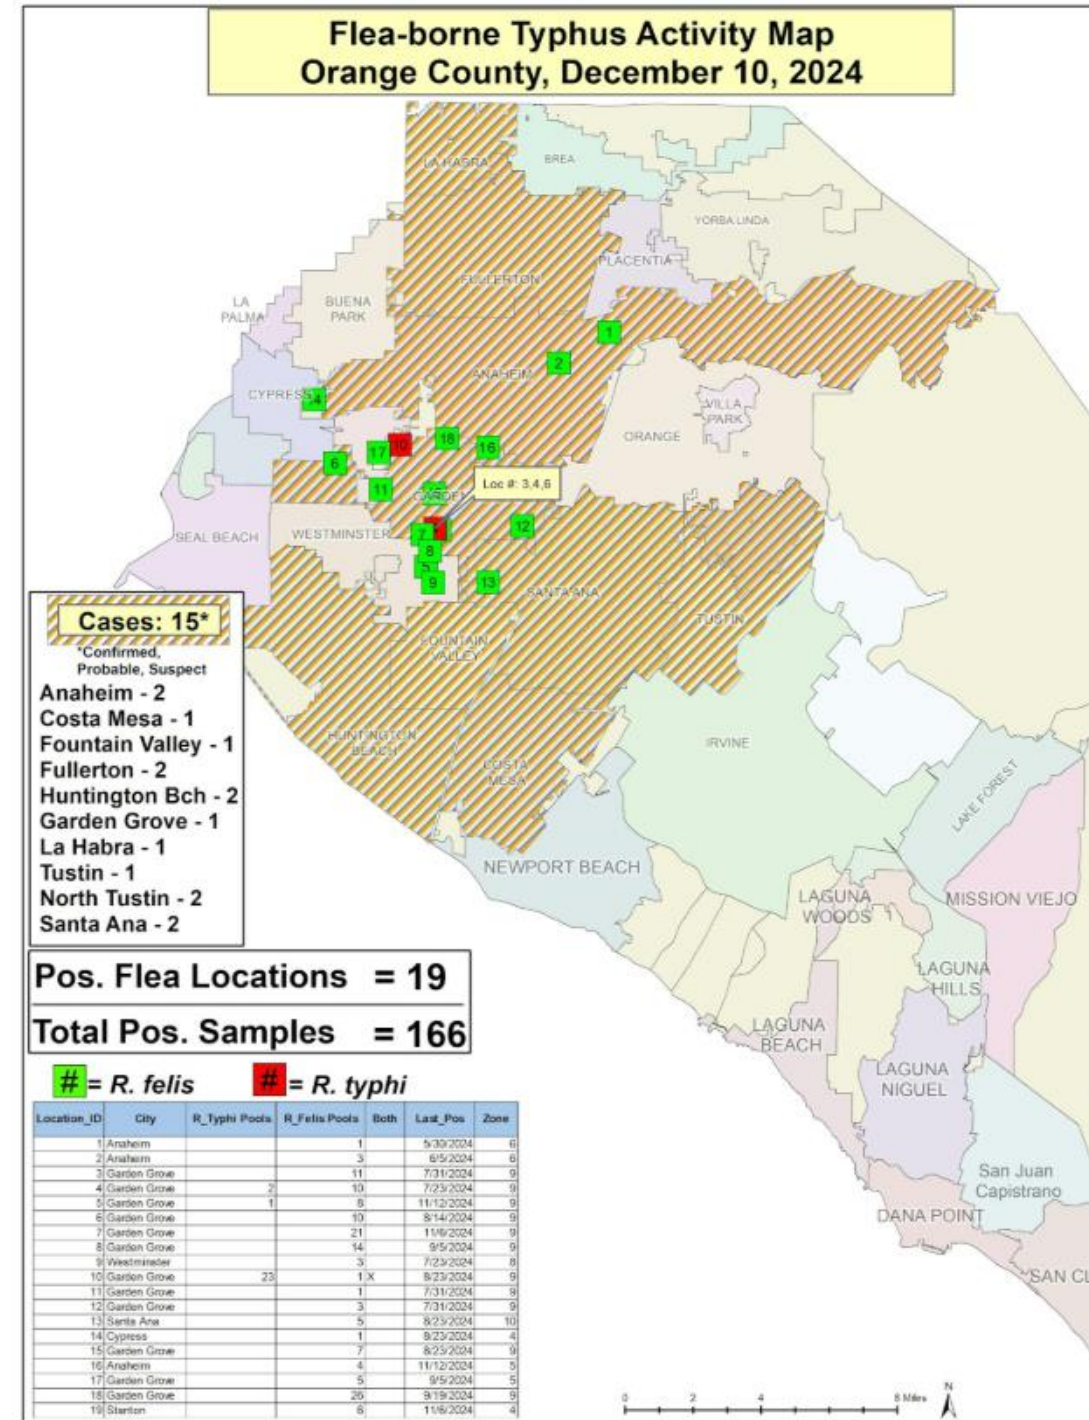 Flea-borne Typhus Activity Map
Orange County, December 10, 2024
LA HABRA
BREA
YORBA LINDA
PLACENTIA
FULLERTON
LA
PALMA
BUENA
PARK
1
2
ANAHEIM
CYPRESS
14
VILLA
PARK
ORANGE
18
10
17
16
6
Loc #: 3,4,6
11
GARDEN
12
7
WESTMINSTER
SEAL BEACH
8
5
9
13
SANTA ANA
TUSTIN
FOUNTAIN
VALLEY
HUNTINGTON
BEACH
COSTA
MESA
IRVINE
LAKE FOREST
NEWPORT BEACH
LAGUNA
WOODS
MISSION VIEJO
LAGUNA
HILLS
LAGUNA
BEACH
LAGUNA
NIGUEL
San Juan
Capistrano
DANA POINT
SAN CL
Cases: 15*
*Confirmed,
Probable, Suspect
Anaheim - 2
Costa Mesa - 1
Fountain Valley - 1
Fullerton - 2
Huntington Bch - 2
Garden Grove - 1
La Habra - 1
Tustin - 1
North Tustin - 2
Santa Ana - 2
Pos. Flea Locations = 19
Total Pos. Samples = 166
# = R. felis # = R. typhi
Location_ID City R_Typhi Pools R_Felis Pools Both Last_Pos Zone
1 Anaheim 1 5/30/2024 6
2 Anaheim 3 6/5/2024 6
3 Garden Grove 11 7/31/2024 9
4 Garden Grove 2 10 7/23/2024 9
5 Garden Grove 1 8 11/12/2024 9
6 Garden Grove 10 8/14/2024 9
7 Garden Grove 21 11/6/2024 9
8 Garden Grove 14 9/5/2024 9
9 Westminster 3 7/23/2024 8
10 Garden Grove 23 1 X 8/23/2024 9
11 Garden Grove 1 7/31/2024 9
12 Garden Grove 3 7/31/2024 9
13 Santa Ana 5 8/23/2024 10
14 Cypress 1 8/23/2024 4
15 Garden Grove 7 8/23/2024 9
16 Anaheim 4 11/12/2024 5
17 Garden Grove 5 9/5/2024 5
18 Garden Grove 26 9/19/2024 9
19 Stanton 6 11/6/2024 4
0 2 4 8 Miles
N